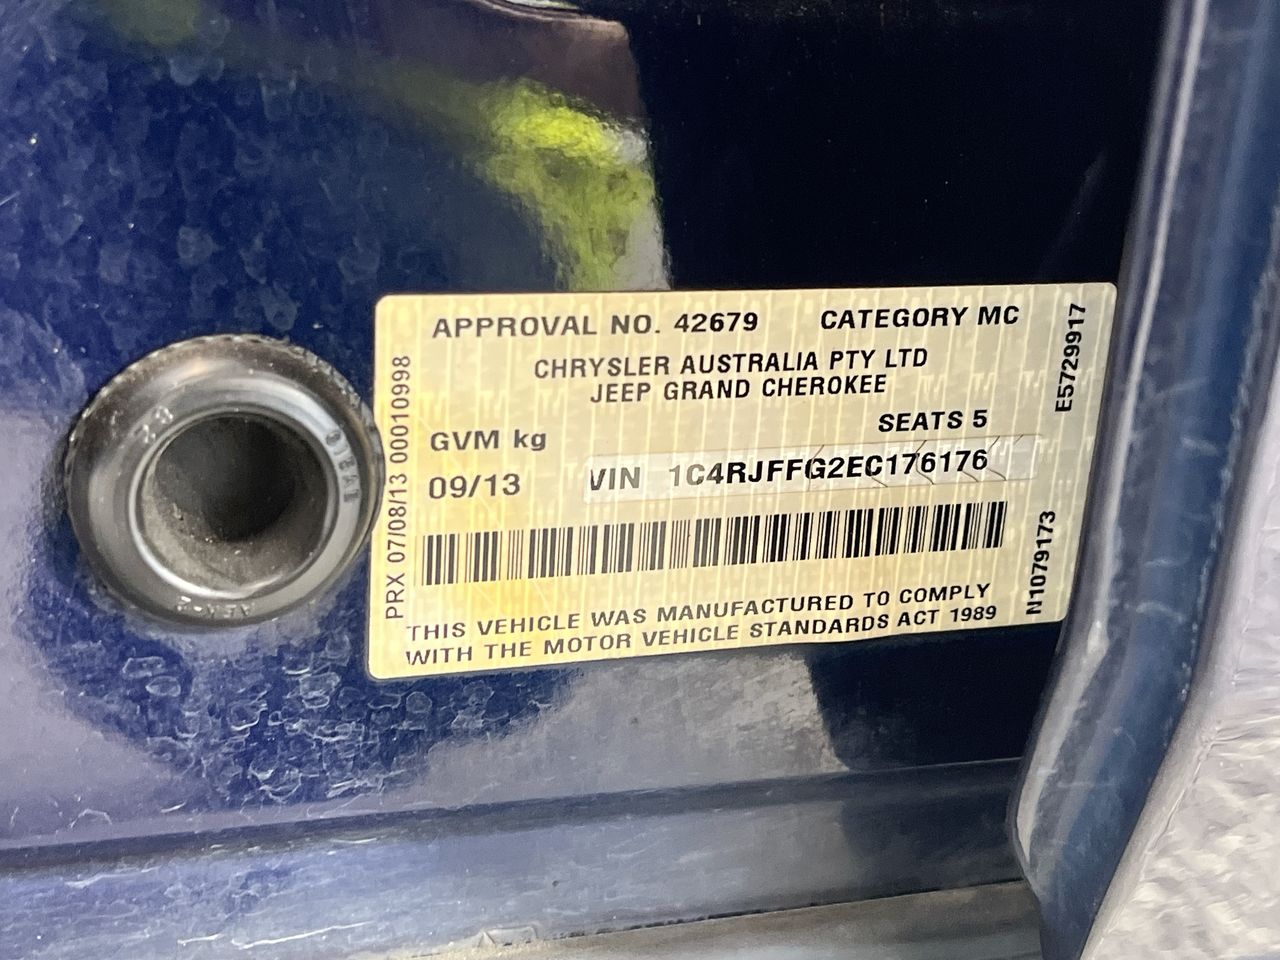 APPROVAL NO. 42679 CATEGORY MC
CHRYSLER AUSTRALIA PTY LTD
JEEP GRAND CHEROKEE
SEATS 5
GVM kg
09/13
VIN 1C4RJFFG2EC176176
THIS VEHICLE WAS MANUFACTURED TO COMPLY
WITH THE MOTOR VEHICLE STANDARDS ACT 1989
PRX 07/08/13 00010998
E5729917
N1079173